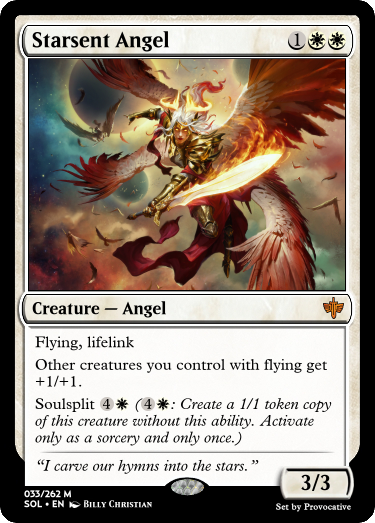 Starsent Angel 1
Creature — Angel
Flying, lifelink
Other creatures you control with flying get
+1/+1.
Soulsplit 4 (4: Create a 1/1 token copy
of this creature without this ability. Activate
only as a sorcery and only once.)
“I carve our hymns into the stars.”
3/3
033/262 M
SOL • EN Billy Christian
Set by Provocative